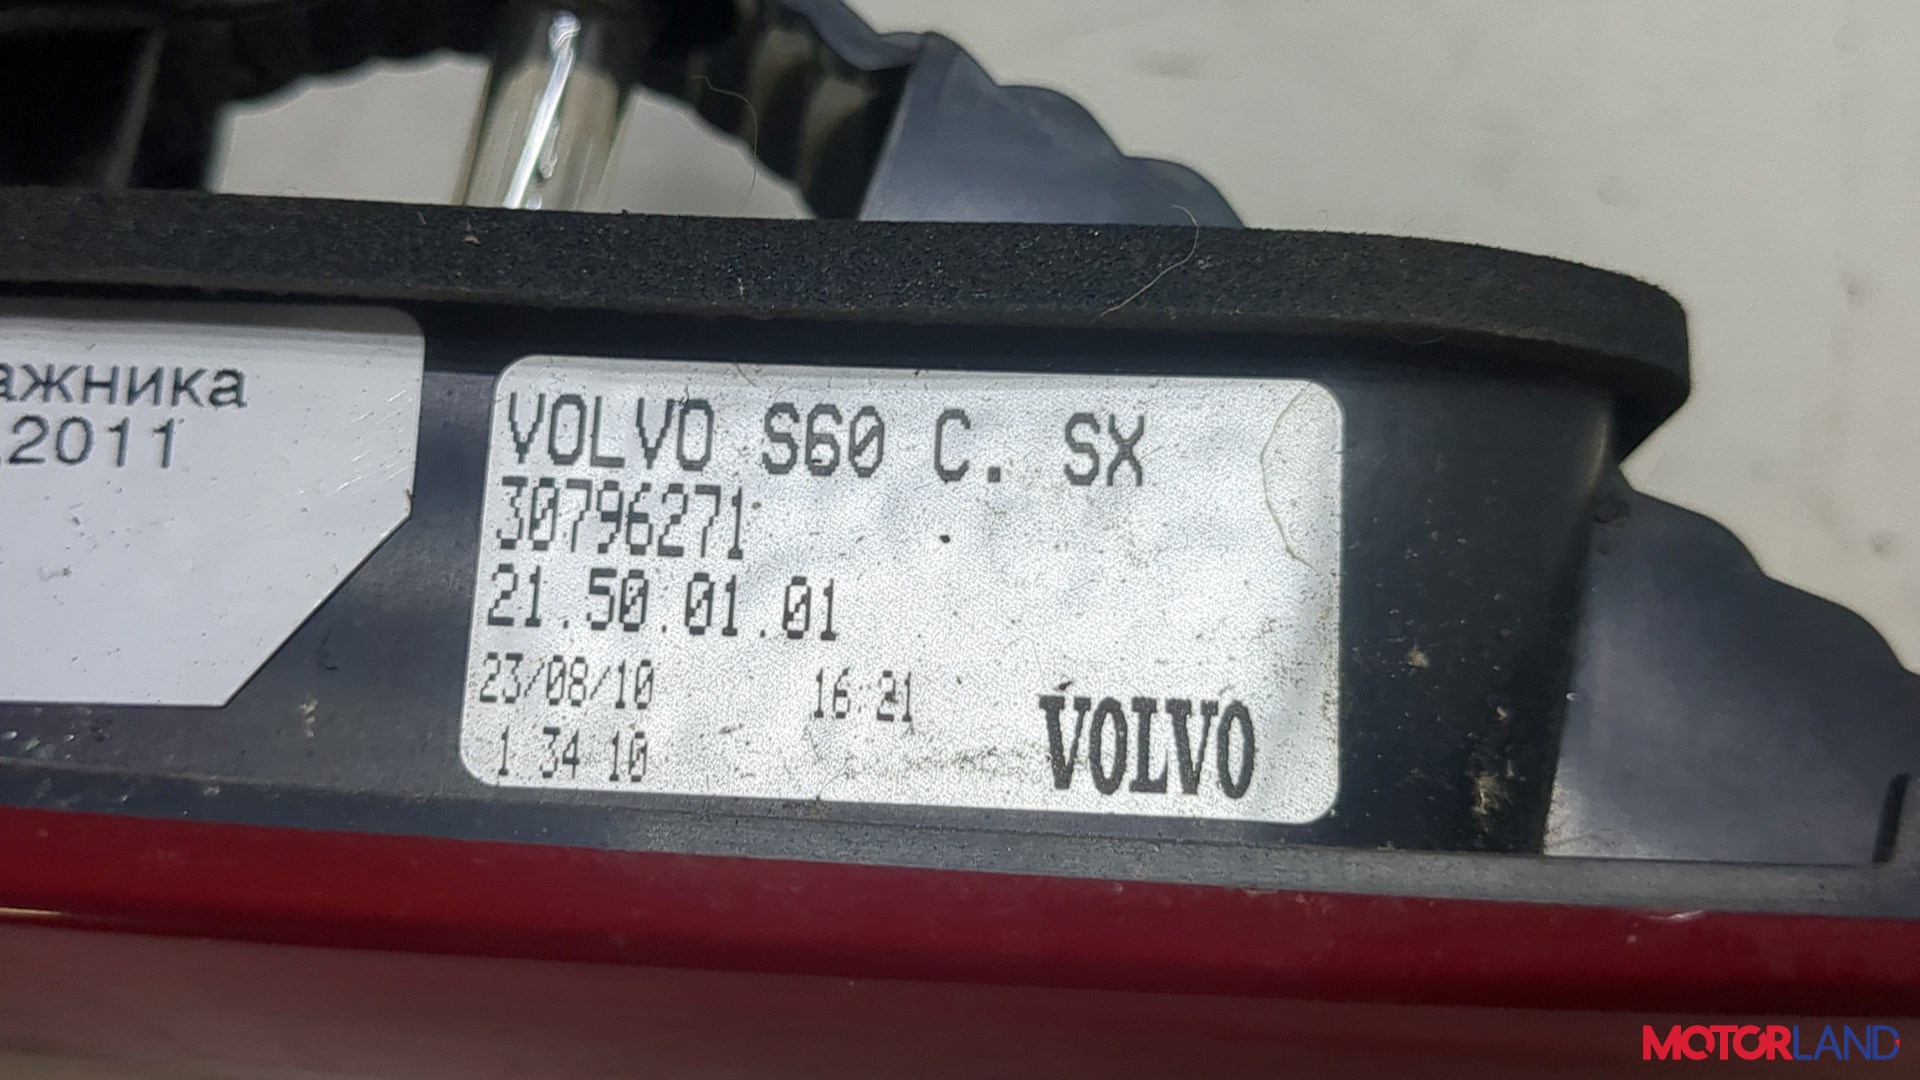 ажника
.2011
VOLVO S60 C. SX
30796271
21.50.01.01
23/08/10 16:21
1 34 10
VOLVO
MOTORLAND